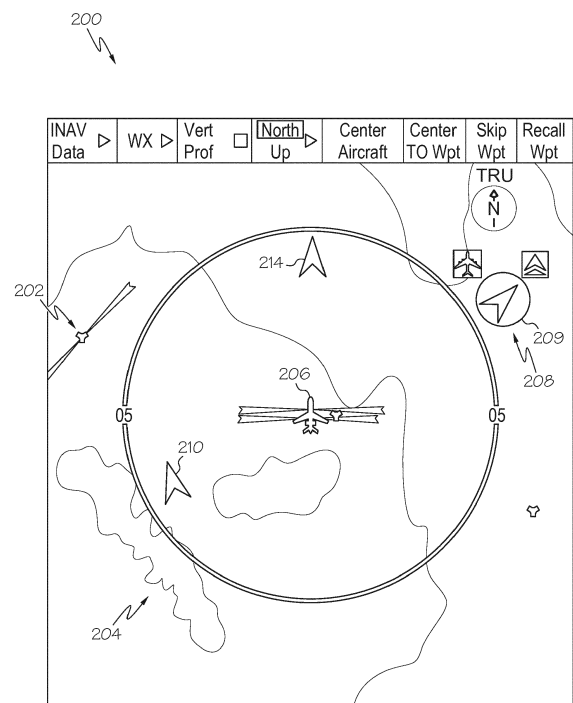 200
INAV Data
WX
Vert Prof
North Up
Center Aircraft
Center TO Wpt
Skip Wpt
Recall Wpt
TRU
N
214
202
209
208
206
05
05
210
204